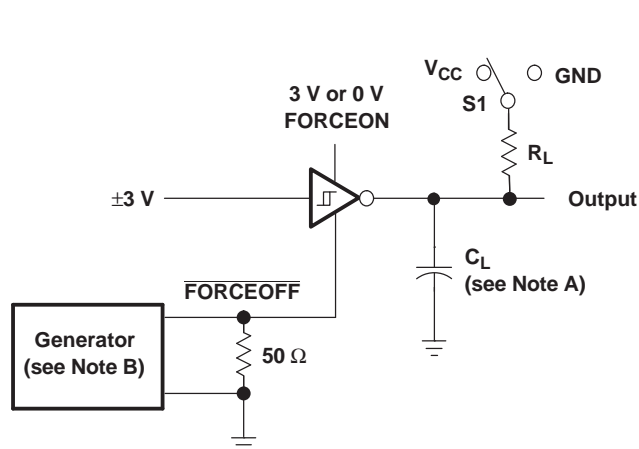 VCC
GND
S1
3 V or 0 V
FORCEON
RL
±3 V
Output
CL
(see Note A)
FORCEOFF
Generator
(see Note B)
50 Ω